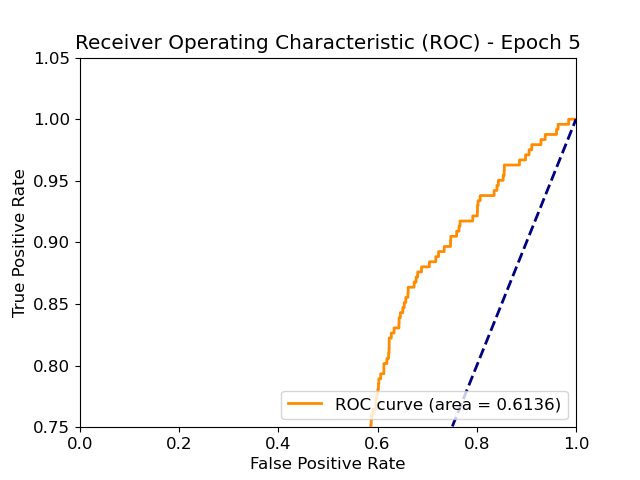 Receiver Operating Characteristic (ROC) - Epoch 5
1.05
1.00
0.95
0.90
0.85
0.80
0.75
True Positive Rate
ROC curve (area = 0.6136)
0.0 0.2 0.4 0.6 0.8 1.0
False Positive Rate